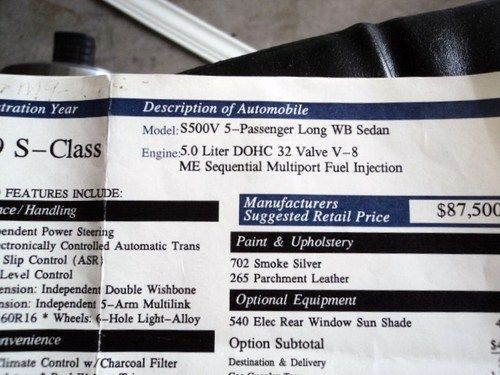 stration Year
Description of Automobile
9 S-Class
Model: S500V 5-Passenger Long WB Sedan
Engine: 5.0 Liter DOHC 32 Valve V-8
ME Sequential Multiport Fuel Injection
FEATURES INCLUDE:
nce/Handling
Manufacturers
Suggested Retail Price
$87,500
pendent Power Steering
ectronically Controlled Automatic Trans
Slip Control (ASR)
Level Control
ension: Independent Double Wishbone
ension: Independent 5-Arm Multilink
60R16 * Wheels: 6-Hole Light-Alloy
nvenience
Climate Control w/Charcoal Filter
Paint & Upholstery
702 Smoke Silver
265 Parchment Leather
Optional Equipment
540 Elec Rear Window Sun Shade
Option Subtotal
Destination & Delivery